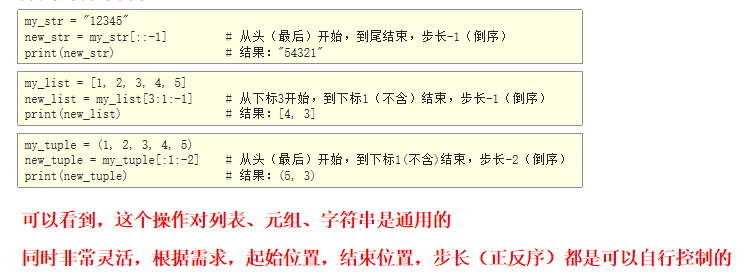 my_str = "12345"
new_str = my_str[::-1] # 从头（最后）开始，到尾结束，步长-1（倒序）
print(new_str) # 结果："54321"
my_list = [1, 2, 3, 4, 5]
new_list = my_list[3:1:-1] # 从下标3开始，到下标1（不含）结束，步长-1（倒序）
print(new_list) # 结果：[4, 3]
my_tuple = (1, 2, 3, 4, 5)
new_tuple = my_tuple[:1:-2] # 从头（最后）开始，到下标1(不含)结束，步长-2（倒序）
print(new_tuple) # 结果：(5, 3)
可以看到，这个操作对列表、元组、字符串是通用的
同时非常灵活，根据需求，起始位置，结束位置，步长（正反序）都是可以自行控制的